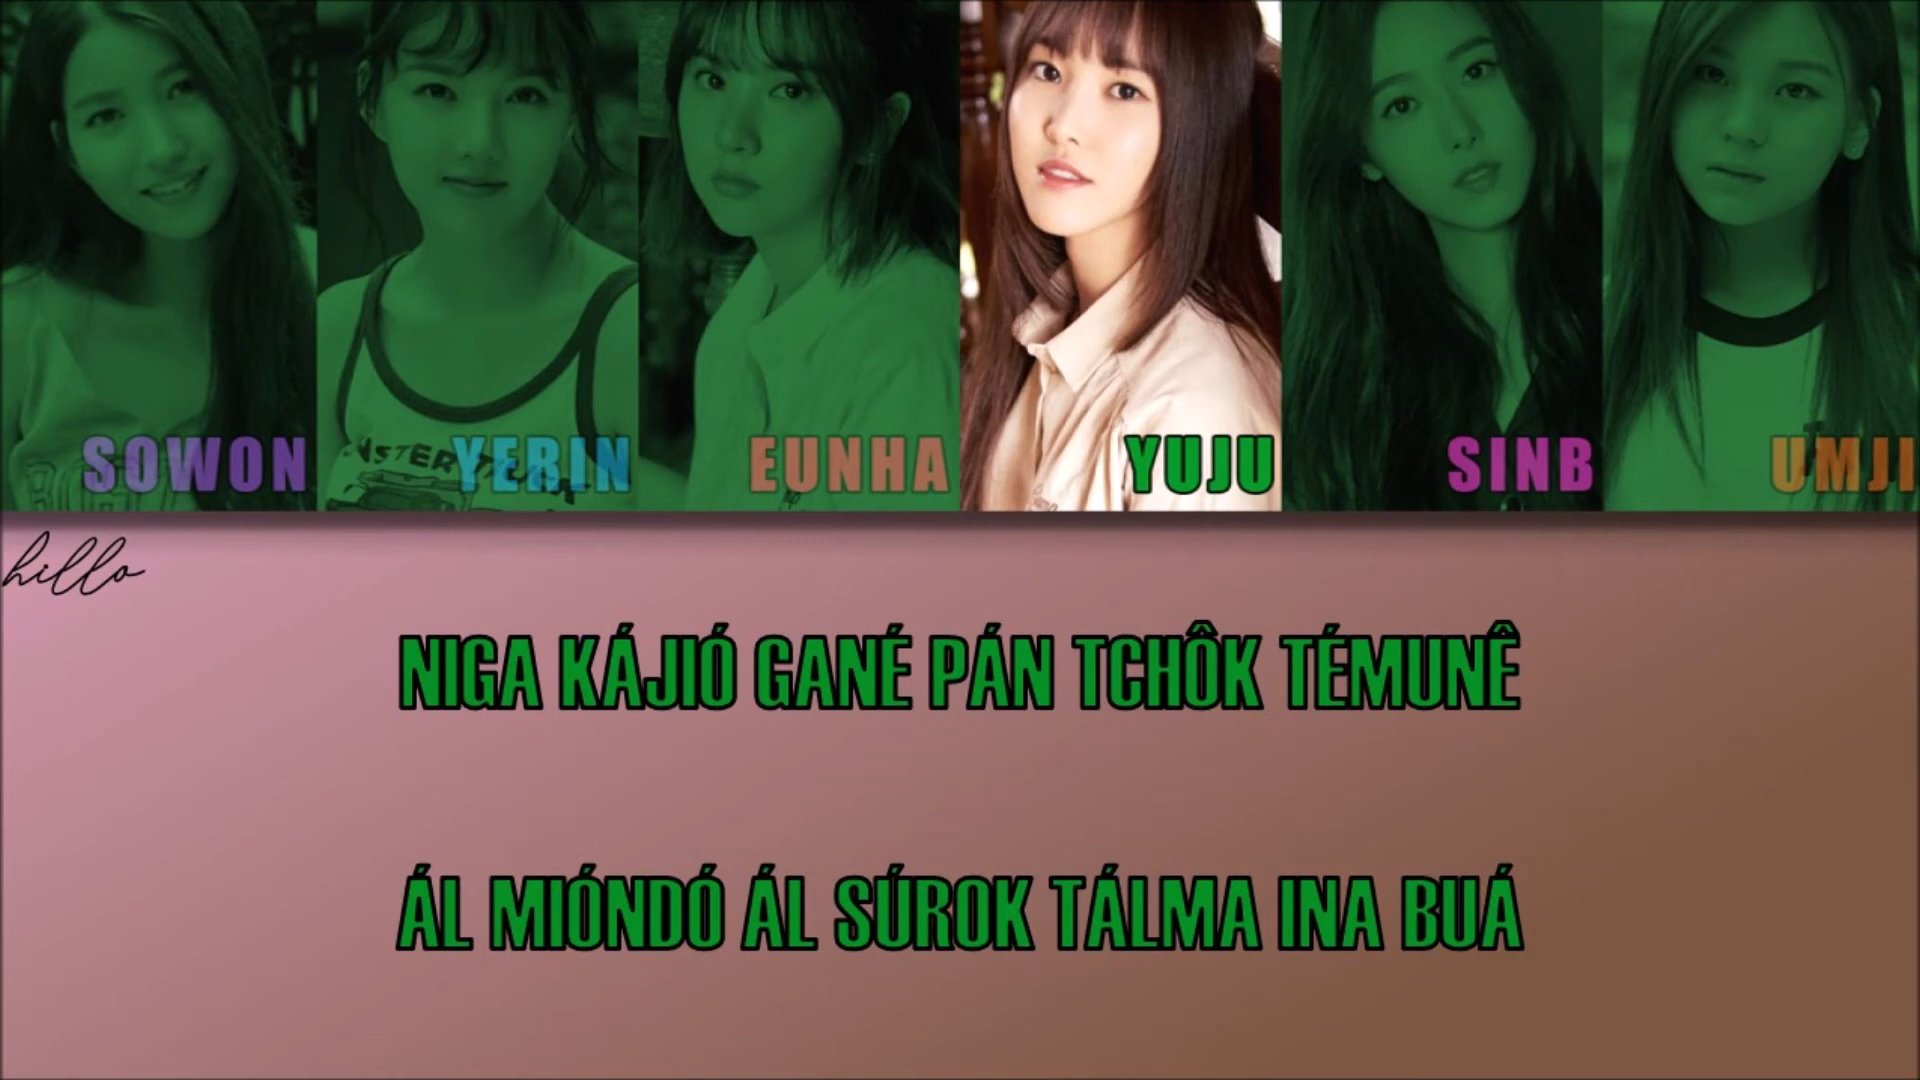 SOWON YERIN EUNHA YUJU SINB UMJI
hillo
NIGA KÁJIÓ GANÉ PÁN TCHÔK TÉMUNÊ
ÁL MIÓNDÓ ÁL SÚROK TÁLMA INA BUÁ